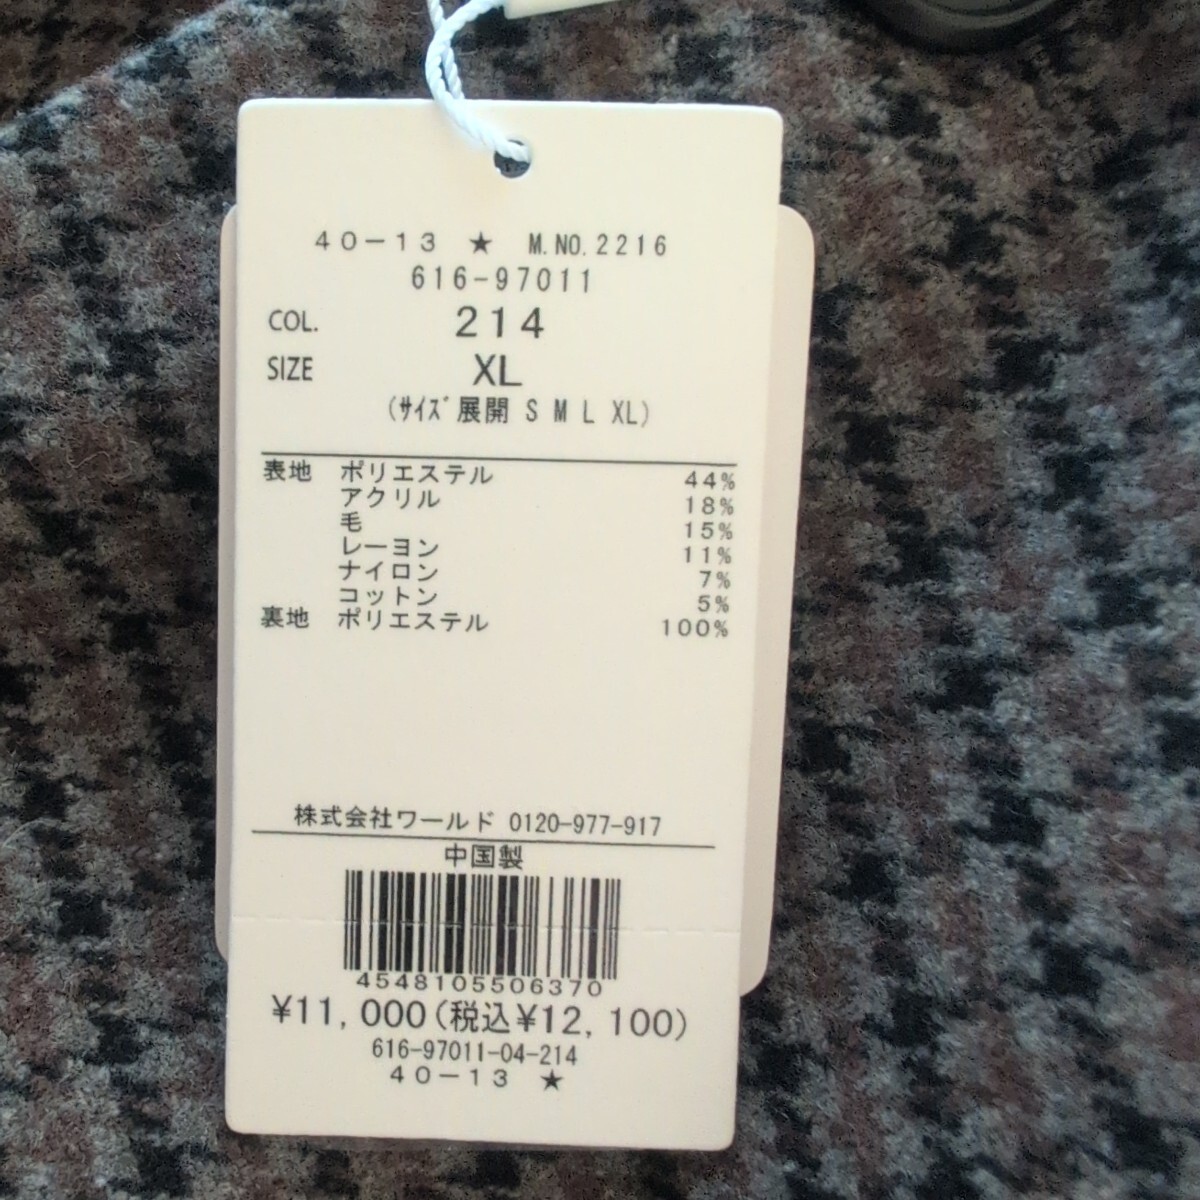 40-13 ★ M.NO.2216
616-97011
COL. 214
SIZE XL
(ｻｲｽﾞ展開 S M L XL)
表地 ポリエステル 44%
アクリル 18%
毛 15%
レーヨン 11%
ナイロン 7%
コットン 5%
裏地 ポリエステル 100%
株式会社ワールド 0120-977-917
中国製
4548105506370
¥11,000(税込¥12,100)
616-97011-04-214
40-13 ★